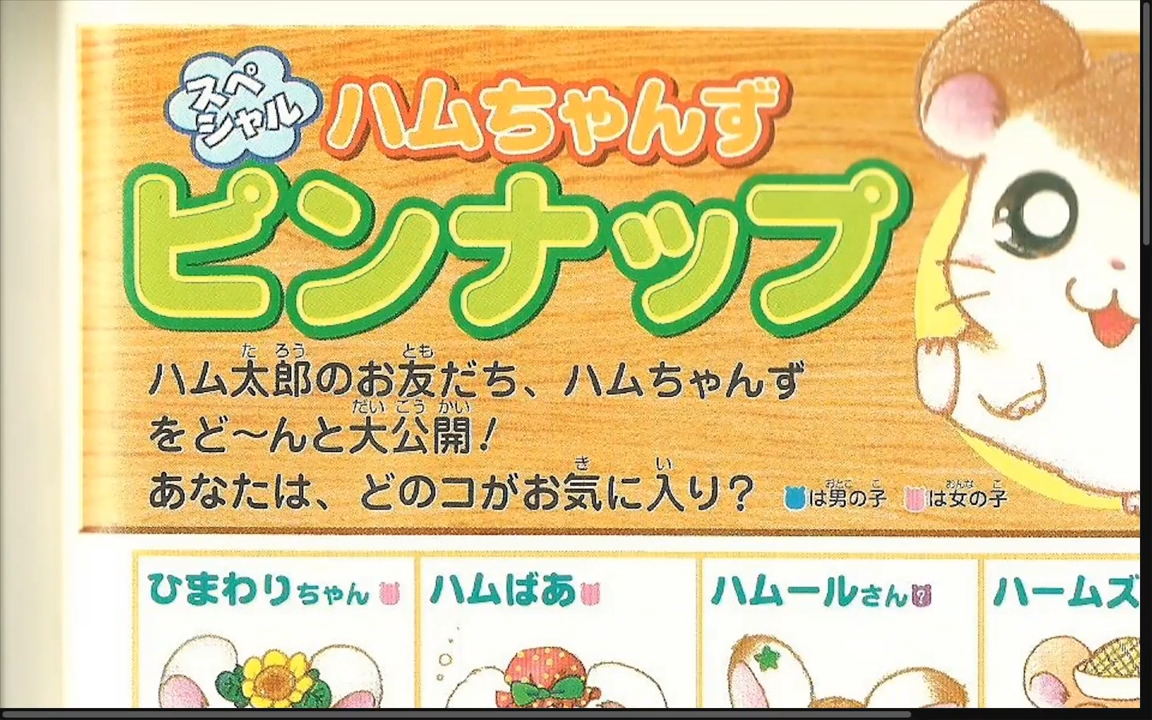 スペシャル
ハムちゃんず
ピンナップ
ハム太郎のお友だち、ハムちゃんず
をど〜んと大公開!
あなたは、どのコがお気に入り?
は男の子 は女の子
ひまわりちゃん
ハムばあ
ハムールさん?
ハームズ